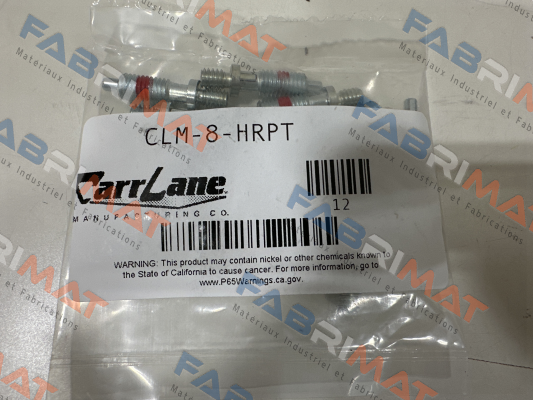 CLM-8-HRPT
CarrLane
MANUFACTURING CO.
12
WARNING: This product may contain nickel or other chemicals known to
the State of California to cause cancer. For more information, go to
www.P65Warnings.ca.gov.
FABRIMAT
Materiaux Industriel et Fabrications